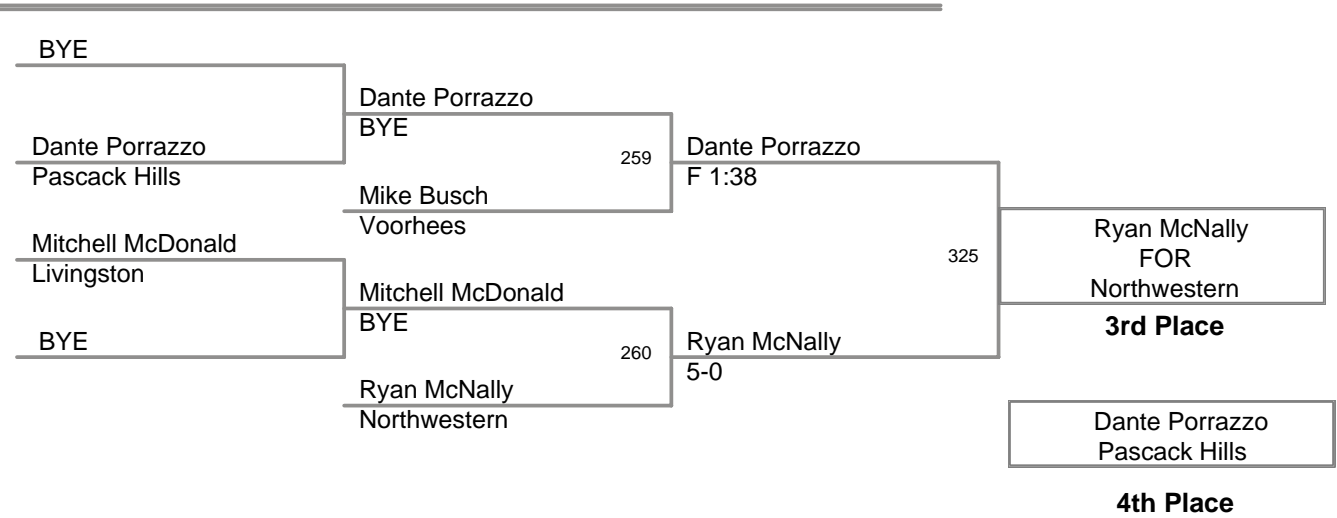 BYE
Dante Porrazzo
Pascack Hills
Mitchell McDonald
Livingston
BYE
Dante Porrazzo
BYE
259
Mike Busch
Voorhees
Mitchell McDonald
BYE
260
Ryan McNally
Northwestern
Dante Porrazzo
F 1:38
325
Ryan McNally
5-0
Ryan McNally
FOR
Northwestern
3rd Place
Dante Porrazzo
Pascack Hills
4th Place